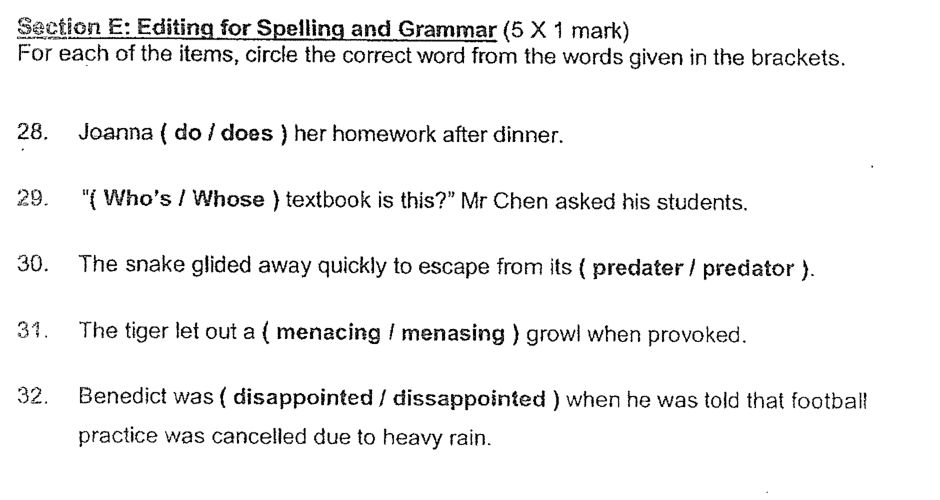 Section E: Editing for Spelling and Grammar (5 X 1 mark)
For each of the items, circle the correct word from the words given in the brackets.
28. Joanna ( do / does ) her homework after dinner.
29. "( Who's / Whose ) textbook is this?” Mr Chen asked his students.
30. The snake glided away quickly to escape from its ( predater / predator ).
31. The tiger let out a ( menacing / menasing ) growl when provoked.
32. Benedict was ( disappointed / dissappointed ) when he was told that football
practice was cancelled due to heavy rain.